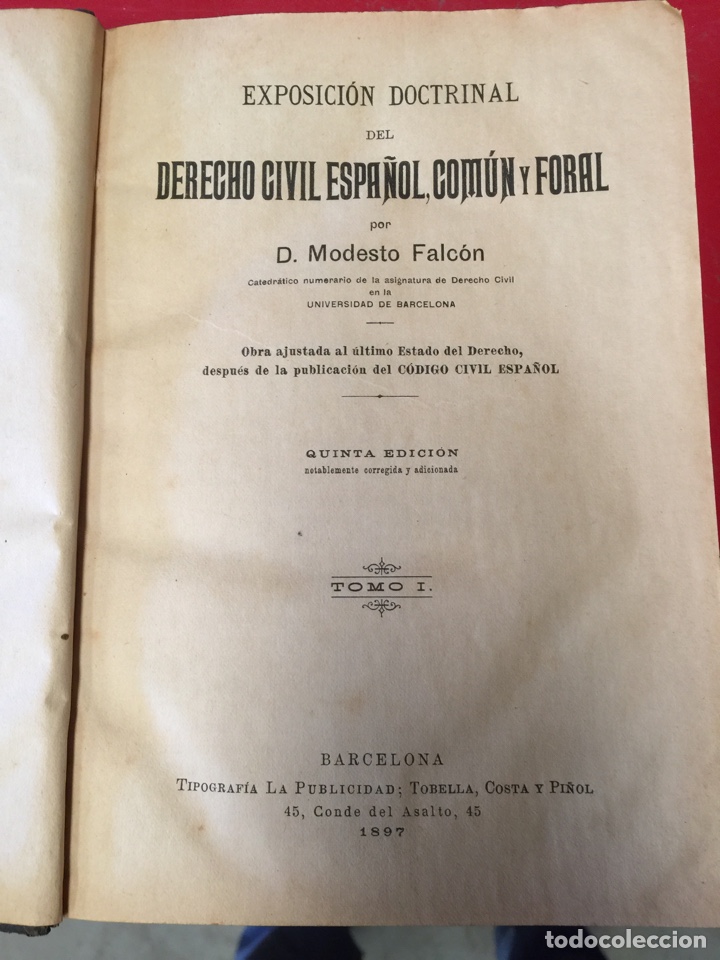 EXPOSICIÓN DOCTRINAL
DEL
DERECHO CIVIL ESPAÑOL, COMÚN Y FORAL
por
D. Modesto Falcón
Catedrático numerario de la asignatura de Derecho Civil
en la
UNIVERSIDAD DE BARCELONA
Obra ajustada al último Estado del Derecho,
después de la publicación del CÓDIGO CIVIL ESPAÑOL
QUINTA EDICIÓN
notablemente corregida y adicionada
TOMO I.
BARCELONA
TIPOGRAFÍA LA PUBLICIDAD; TOBELLA, COSTA Y PIÑOL
45, Conde del Asalto, 45
1897
todocoleccion